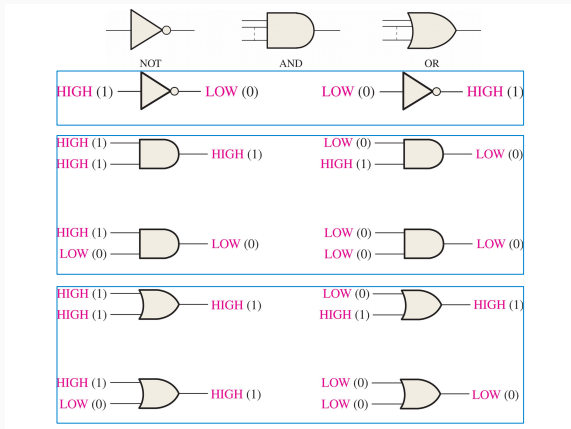 NOT AND OR
HIGH (1) LOW (0) LOW (0) HIGH (1)
HIGH (1) LOW (0)
HIGH (1) LOW (0)
HIGH (1) HIGH (1)
HIGH (1) LOW (0)
LOW (0) LOW (0)
LOW (0) LOW (0)
HIGH (1) LOW (0)
HIGH (1) HIGH (1)
HIGH (1) HIGH (1)
HIGH (1) LOW (0)
HIGH (1) LOW (0)
LOW (0) LOW (0)